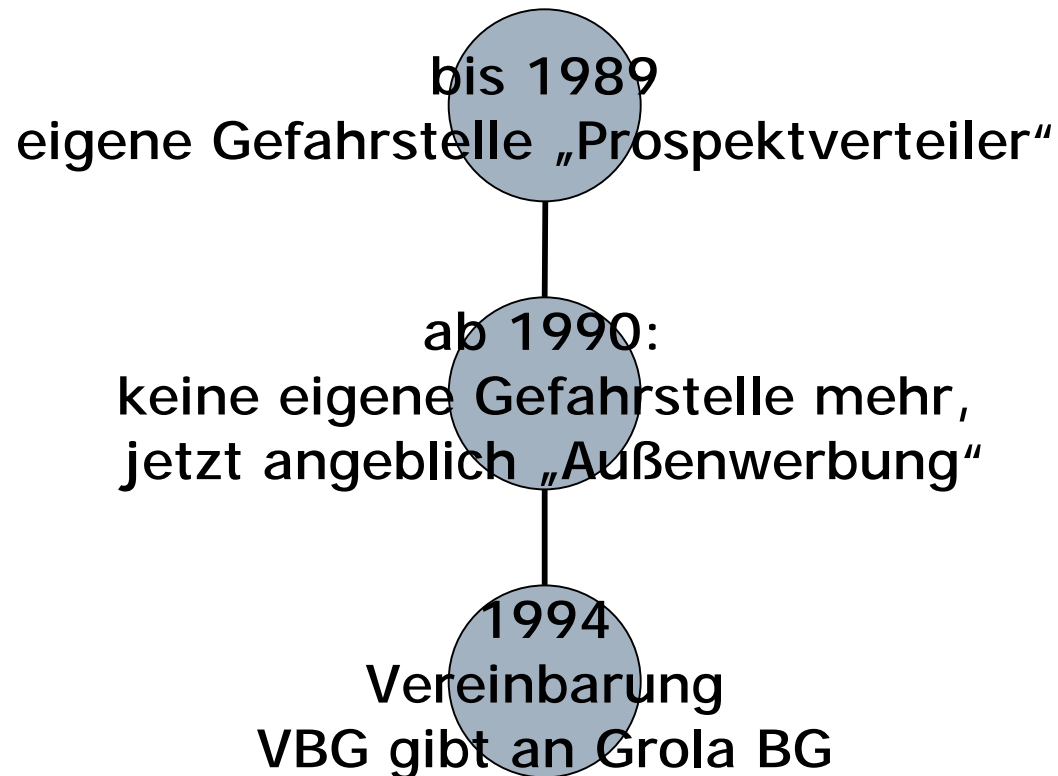 bis 1989
eigene Gefahrstelle „Prospektverteiler“
ab 1990:
keine eigene Gefahrstelle mehr,
jetzt angeblich „Außenwerbung“
1994
Vereinbarung
VBG gibt an Grola BG